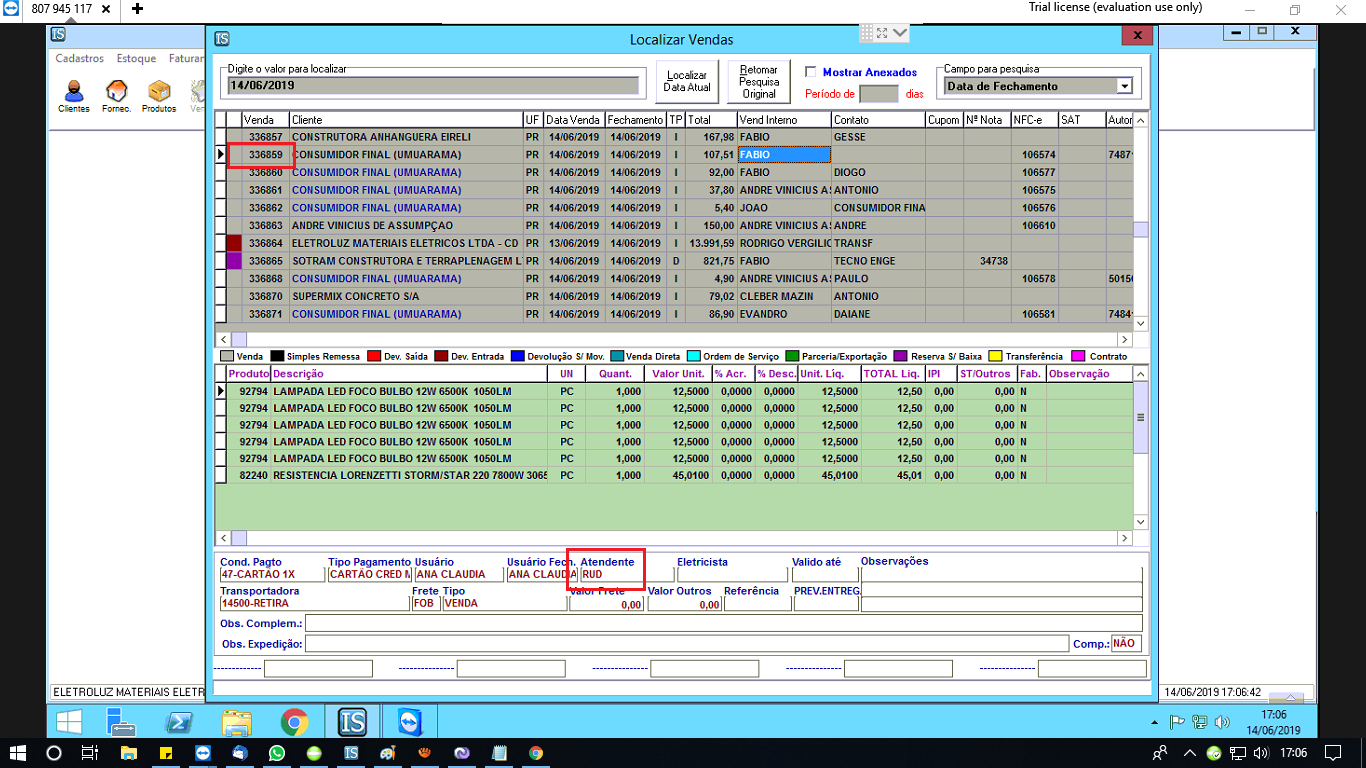 807 945 117
Trial license (evaluation use only)
Localizar Vendas
Cadastros Estoque Faturar
Clientes Fornec. Produtos
Digite o valor para localizar
14/06/2019
Localizar Data Atual
Retornar Pesquisa Original
Mostrar Anexados
Período de dias
Campo para pesquisa
Data de Fechamento
Venda Cliente UF Data Venda Fechamento TP Total Vend Interno Contato Cupom Nº Nota NFC-e SAT Autor
336857 CONSTRUTORA ANHANGUERA EIRELI PR 14/06/2019 14/06/2019 I 167,98 FABIO GESSE
336859 CONSUMIDOR FINAL (UMUARAMA) PR 14/06/2019 14/06/2019 I 107,51 FABIO 106574 74871
336860 CONSUMIDOR FINAL (UMUARAMA) PR 14/06/2019 14/06/2019 I 92,00 FABIO DIOGO 106577
336861 CONSUMIDOR FINAL (UMUARAMA) PR 14/06/2019 14/06/2019 I 37,80 ANDRE VINICIUS AS ANTONIO 106575
336862 CONSUMIDOR FINAL (UMUARAMA) PR 14/06/2019 14/06/2019 I 5,40 JOAO CONSUMIDOR FINA 106576
336863 ANDRE VINICIUS DE ASSUMPÇAO PR 14/06/2019 14/06/2019 I 150,00 ANDRE VINICIUS AS ANDRE 106610
336864 ELETROLUZ MATERIAIS ELETRICOS LTDA - CD PR 13/06/2019 14/06/2019 I 13.991,59 RODRIGO VERGILIO TRANSF
336865 SOTRAM CONSTRUTORA E TERRAPLENAGEM L PR 14/06/2019 14/06/2019 D 821,75 FABIO TECNO ENGE 34738
336868 CONSUMIDOR FINAL (UMUARAMA) PR 14/06/2019 14/06/2019 I 4,90 ANDRE VINICIUS AS PAULO 106578 50156
336870 SUPERMIX CONCRETO S/A PR 14/06/2019 14/06/2019 I 79,02 CLEBER MAZIN ANTONIO
336871 CONSUMIDOR FINAL (UMUARAMA) PR 14/06/2019 14/06/2019 I 86,90 EVANDRO DAIANE 106581 74841
Venda Simples Remessa Dev. Saída Dev. Entrada Devolução S/ Mov. Venda Direta Ordem de Serviço Parceria/Exportação Reserva S/ Baixa Transferência Contrato
Produto Descrição UN Quant. Valor Unit. % Acr. % Desc. Unit. Liq. TOTAL Liq. IPI ST/Outros Fab. Observação
92794 LAMPADA LED FOCO BULBO 12W 6500K 1050LM PC 1,000 12,5000 0,0000 0,0000 12,5000 12,50 0,00 0,00 N
92794 LAMPADA LED FOCO BULBO 12W 6500K 1050LM PC 1,000 12,5000 0,0000 0,0000 12,5000 12,50 0,00 0,00 N
92794 LAMPADA LED FOCO BULBO 12W 6500K 1050LM PC 1,000 12,5000 0,0000 0,0000 12,5000 12,50 0,00 0,00 N
92794 LAMPADA LED FOCO BULBO 12W 6500K 1050LM PC 1,000 12,5000 0,0000 0,0000 12,5000 12,50 0,00 0,00 N
92794 LAMPADA LED FOCO BULBO 12W 6500K 1050LM PC 1,000 12,5000 0,0000 0,0000 12,5000 12,50 0,00 0,00 N
82240 RESISTENCIA LORENZETTI STORM/STAR 220 7800W 3065 PC 1,000 45,0100 0,0000 0,0000 45,0100 45,01 0,00 0,00 N
Cond. Pagto Tipo Pagamento Usuário Usuário Fech. Atendente Eletricista Valido até Observações
47-CARTÃO 1X CARTÃO CRED M ANA CLAUDIA ANA CLAUDIA RUD
Transportadora Frete Tipo Valor Frete Valor Outros Referência PREV.ENTREG.
14500-RETIRA FOB VENDA 0,00 0,00
Obs. Complem.:
Obs. Expedição: Comp.: NÃO
ELETROLUZ MATERIAIS ELETR 14/06/2019 17:06:42
17:06
14/06/2019
17:06